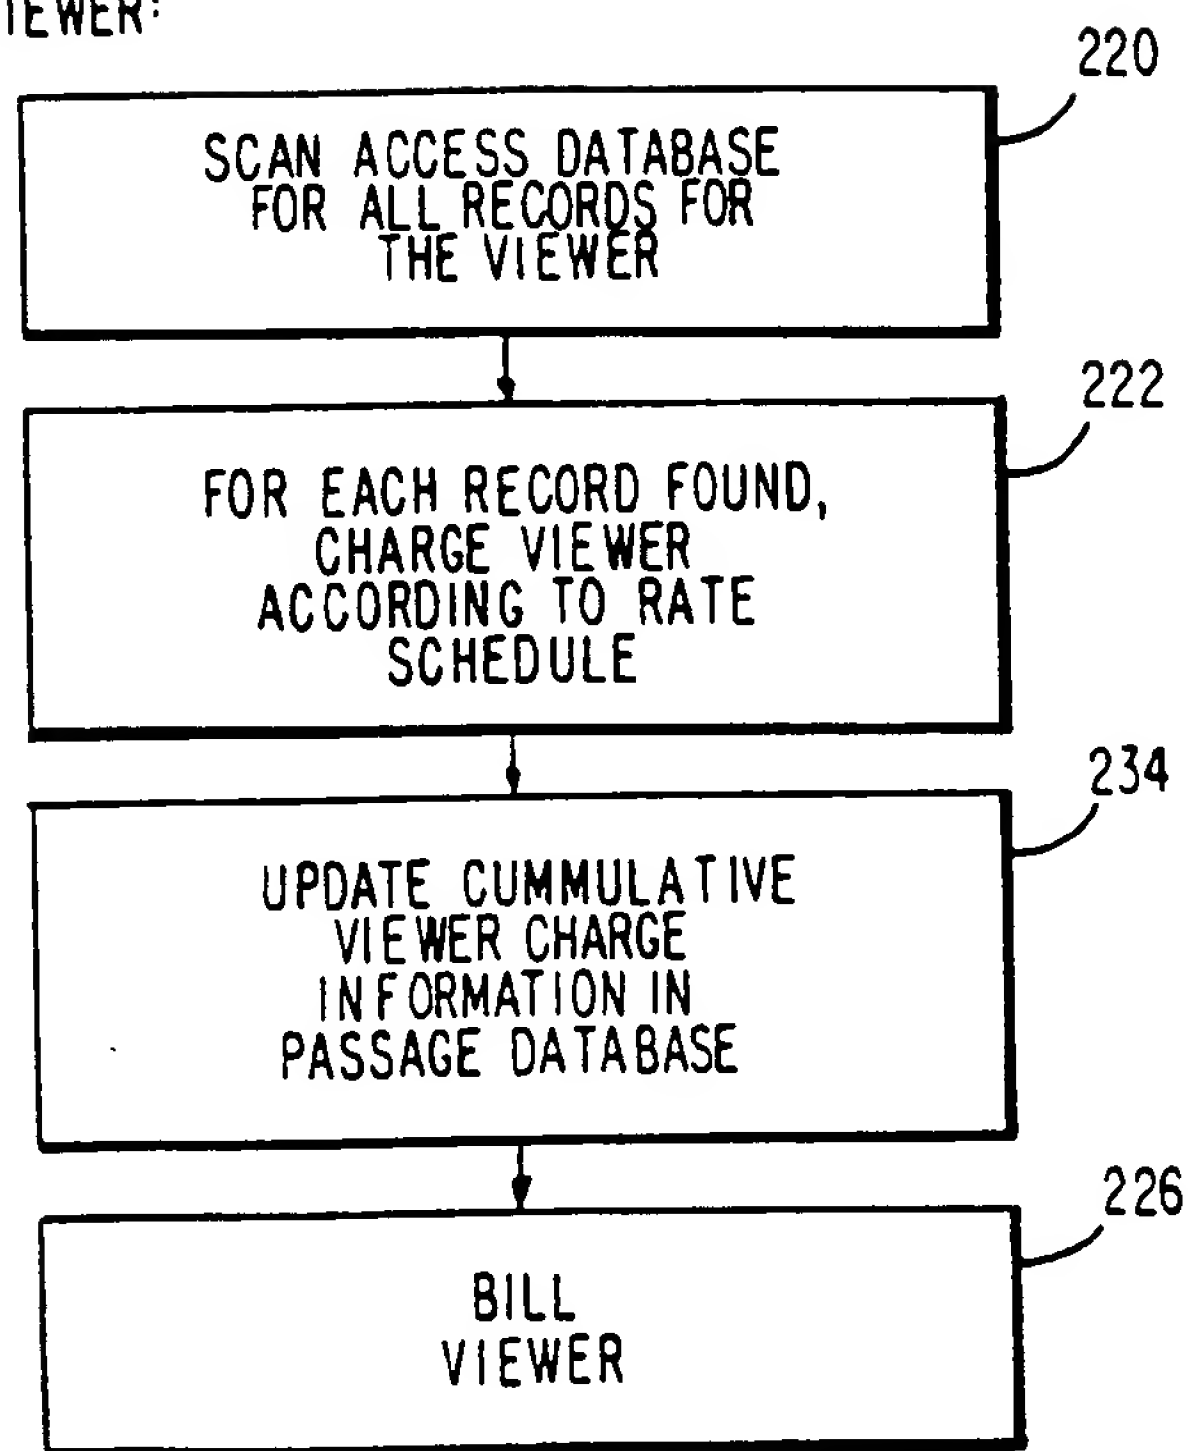 220
SCAN ACCESS DATABASE
FOR ALL RECORDS FOR
THE VIEWER
222
FOR EACH RECORD FOUND,
CHARGE VIEWER
ACCORDING TO RATE
SCHEDULE
234
UPDATE CUMMULATIVE
VIEWER CHARGE
INFORMATION IN
PASSAGE DATABASE
226
BILL
VIEWER